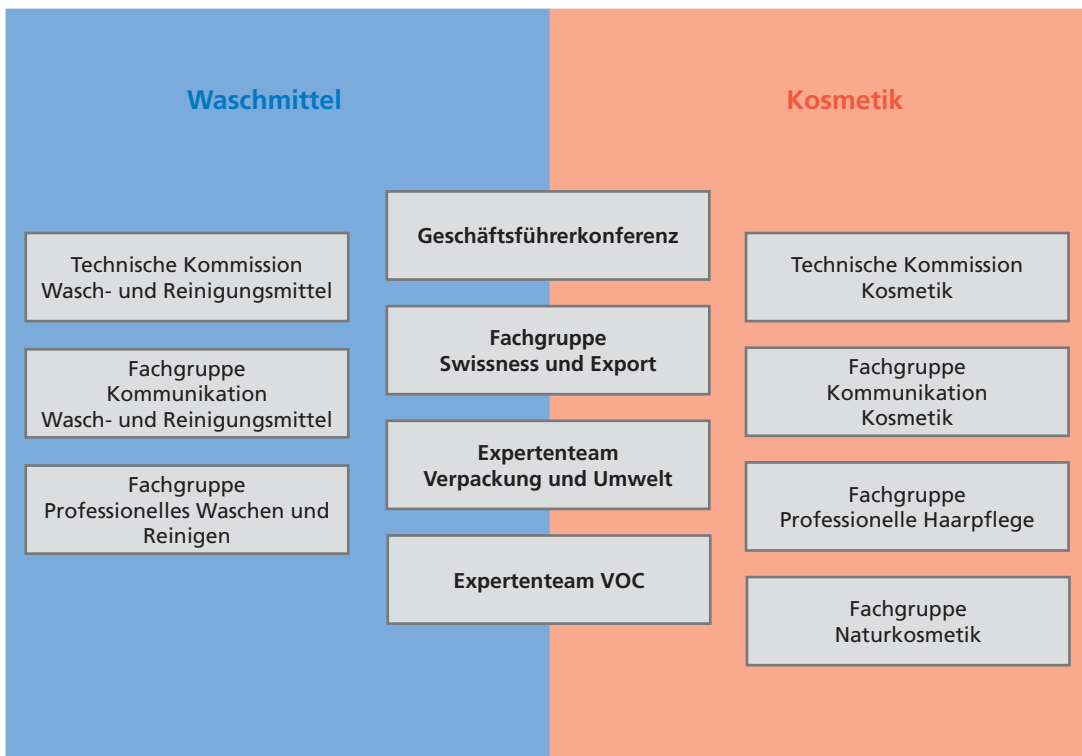 Waschmittel
Kosmetik
Technische Kommission
Wasch- und Reinigungsmittel
Fachgruppe
Kommunikation
Wasch- und Reinigungsmittel
Fachgruppe
Professionelles Waschen und
Reinigen
Geschäftsführerkonferenz
Fachgruppe
Swissness und Export
Expertenteam
Verpackung und Umwelt
Expertenteam VOC
Technische Kommission
Kosmetik
Fachgruppe
Kommunikation
Kosmetik
Fachgruppe
Professionelle Haarpflege
Fachgruppe
Naturkosmetik